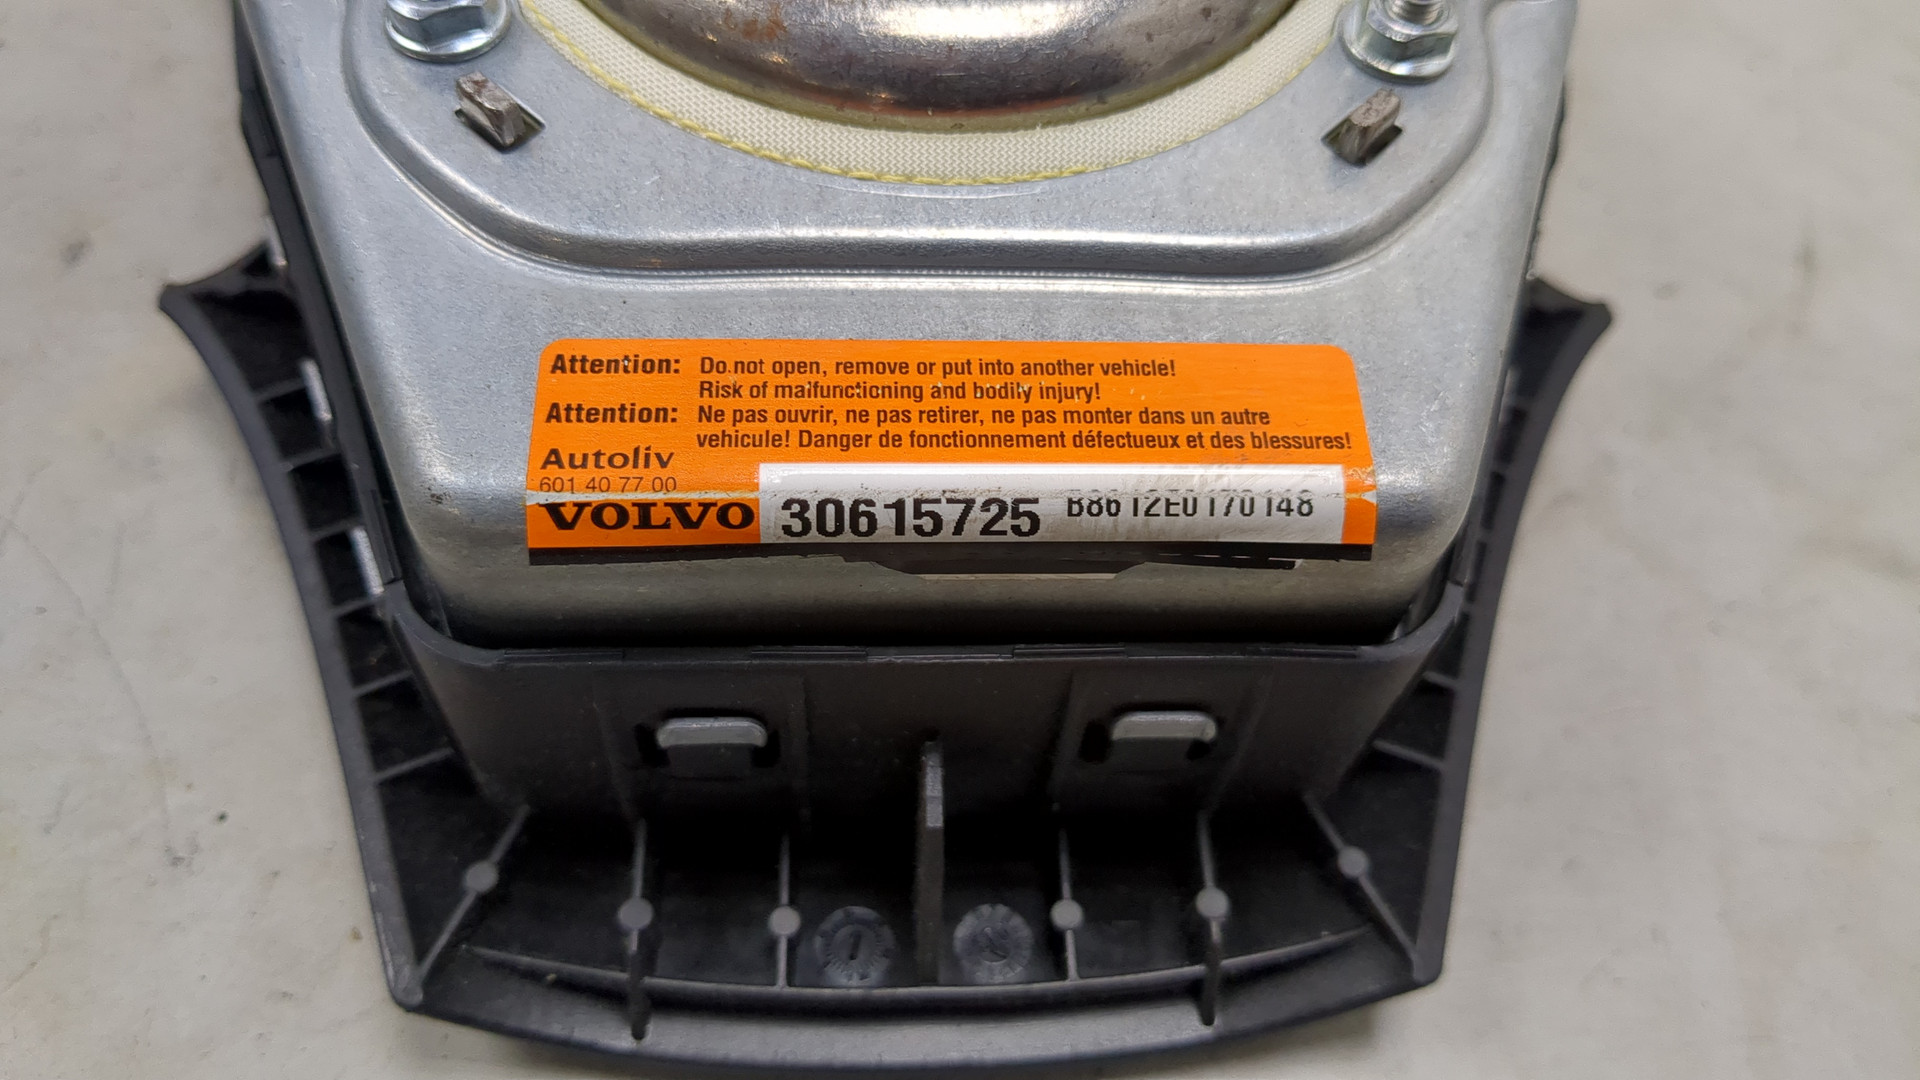 Attention: Do not open, remove or put into another vehicle!
Risk of malfunctioning and bodily injury!
Attention: Ne pas ouvrir, ne pas retirer, ne pas monter dans un autre
vehicule! Danger de fonctionnement défectueux et des blessures!
Autoliv
601 40 77 00
VOLVO 30615725 B8612E0170148